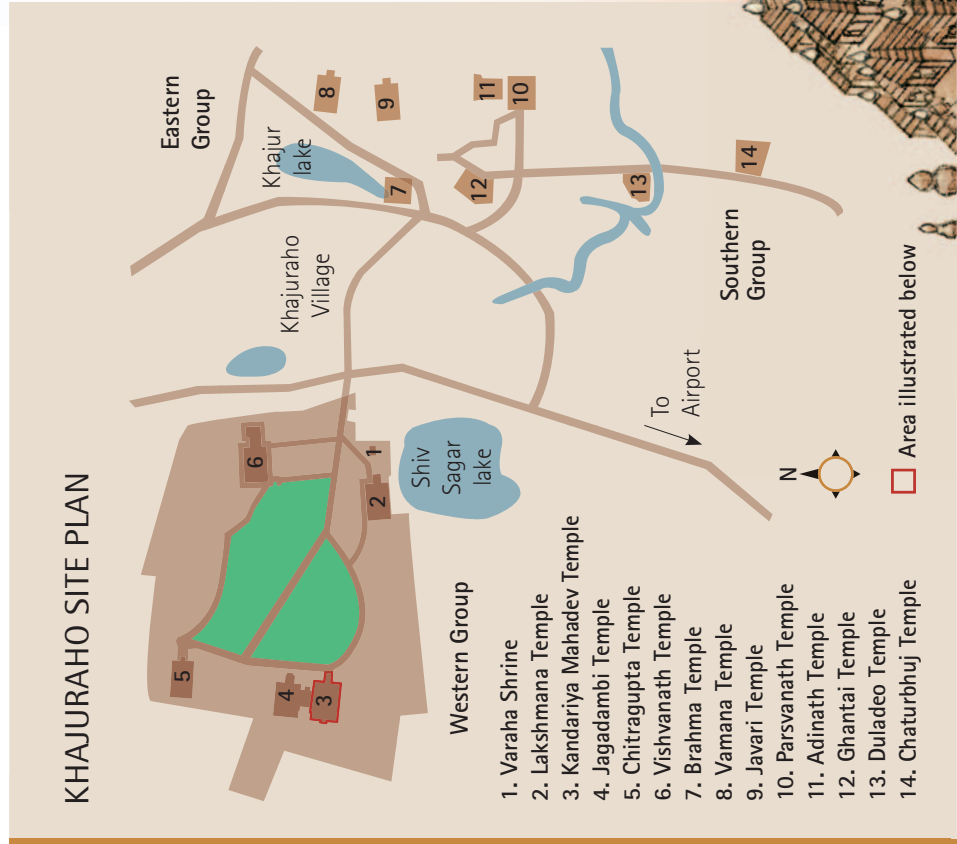 KHAJURAHO SITE PLAN
Eastern
Group
Khajur
lake
Khajuraho
Village
8
9
11
10
7
12
13
14
Southern
Group
6
5
4
3
1
2
Shiv
Sagar
lake
To
Airport
N
Area illustrated below
Western Group
1. Varaha Shrine
2. Lakshmana Temple
3. Kandariya Mahadev Temple
4. Jagadambi Temple
5. Chitragupta Temple
6. Vishvanath Temple
7. Brahma Temple
8. Vamana Temple
9. Javari Temple
10. Parsvanath Temple
11. Adinath Temple
12. Ghantai Temple
13. Duladeo Temple
14. Chaturbhuj Temple